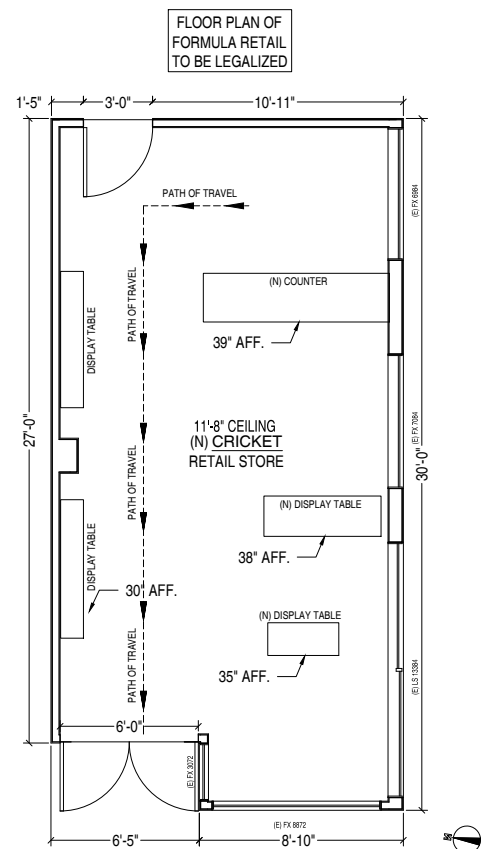 FLOOR PLAN OF
FORMULA RETAIL
TO BE LEGALIZED
1'-5"
3'-0"
10'-11"
PATH OF TRAVEL
(E) FX 6984
DISPLAY TABLE
PATH OF TRAVEL
(N) COUNTER
39" AFF.
27'-0"
PATH OF TRAVEL
11'-8" CEILING
(N) CRICKET
RETAIL STORE
(E) FX 7084
30'-0"
DISPLAY TABLE
PATH OF TRAVEL
(N) DISPLAY TABLE
38" AFF.
30" AFF.
(N) DISPLAY TABLE
35" AFF.
PATH OF TRAVEL
(E) LS 13384
6'-0"
(E) FX 3072
(E) FX 8872
6'-5"
8'-10"